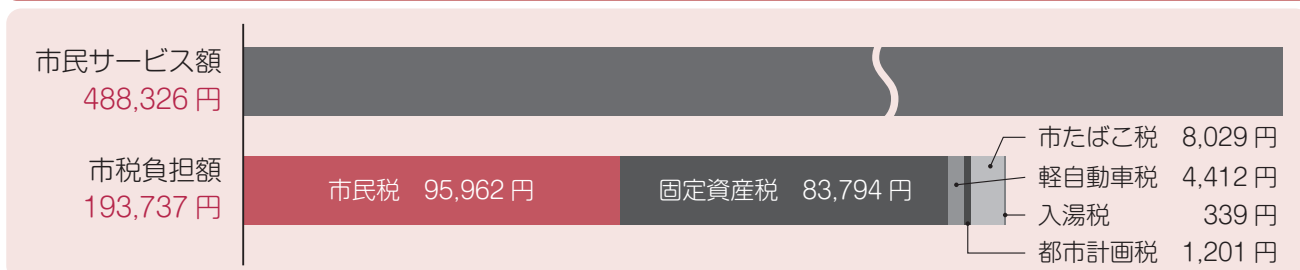 市民サービス額
488,326 円
市税負担額
193,737 円
市民税 95,962 円
固定資産税 83,794 円
市たばこ税 8,029 円
軽自動車税 4,412 円
入湯税 339 円
都市計画税 1,201 円